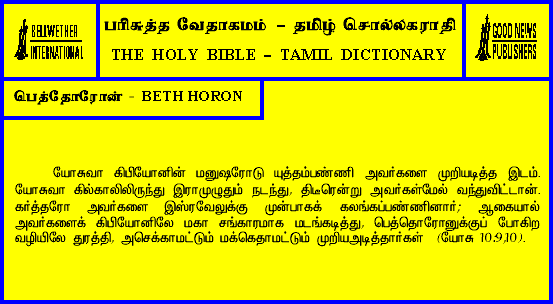 BELLWETHER
INTERNATIONAL
பரிசுத்த வேதாகமம் – தமிழ் சொல்லகராதி
THE HOLY BIBLE – TAMIL DICTIONARY
GOOD NEWS
PUBLISHERS
பெத்தோரோன் - BETH HORON
யோசுவா கிபியோனின் மனுஷரோடு யுத்தம்பண்ணி அவர்களை முறியடித்த இடம்.
யோசுவா கில்காலிலிருந்து இராமுழுதும் நடந்து, திடீரென்று அவர்கள்மேல் வந்துவிட்டான்.
கர்த்தரோ அவர்களை இஸ்ரவேலுக்கு முன்பாகக் கலங்கப்பண்ணினார்; ஆகையால்
அவர்களைக் கிபியோனிலே மகா சங்காரமாக மடங்கடித்து, பெத்தொரோனுக்குப் போகிற
வழியிலே துரத்தி, அசெக்காமட்டும் மக்கெதாமட்டும் முறியஅடித்தார்கள் (யோசு 10.9,10).